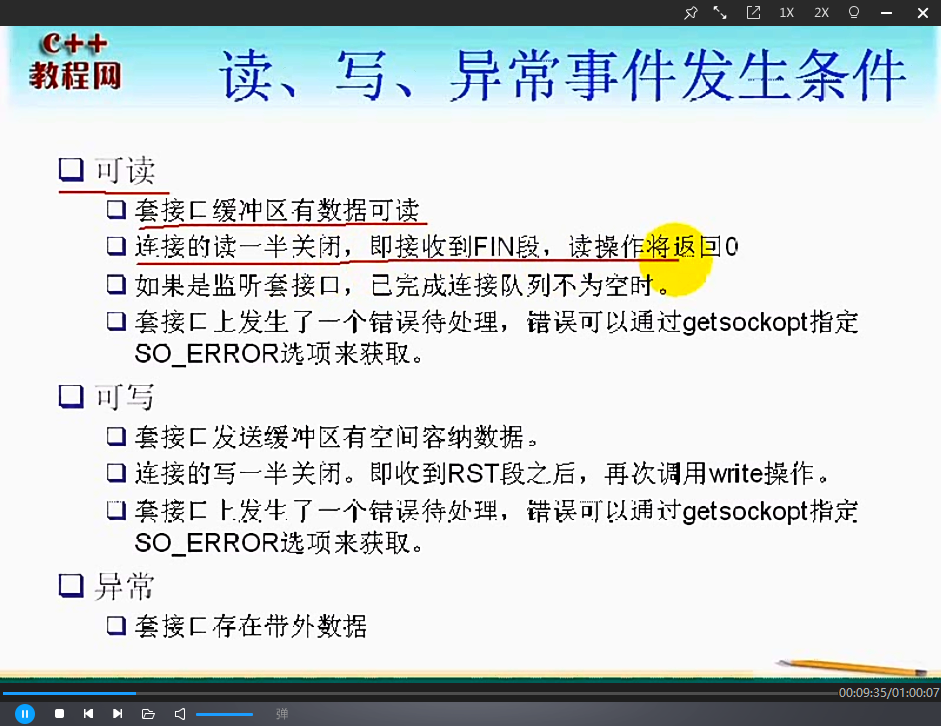 1X
2X
C++
教程网
读、写、异常事件发生条件
可读
套接口缓冲区有数据可读
连接的读一半关闭，即接收到FIN段，读操作将返回0
如果是监听套接口，已完成连接队列不为空时。
套接口上发生了一个错误待处理，错误可以通过getsockopt指定
SO_ERROR选项来获取。
可写
套接口发送缓冲区有空间容纳数据。
连接的写一半关闭。即收到RST段之后，再次调用write操作。
套接口上发生了一个错误待处理，错误可以通过getsockopt指定
SO_ERROR选项来获取。
异常
套接口存在带外数据
00:09:35/01:00:07
弹